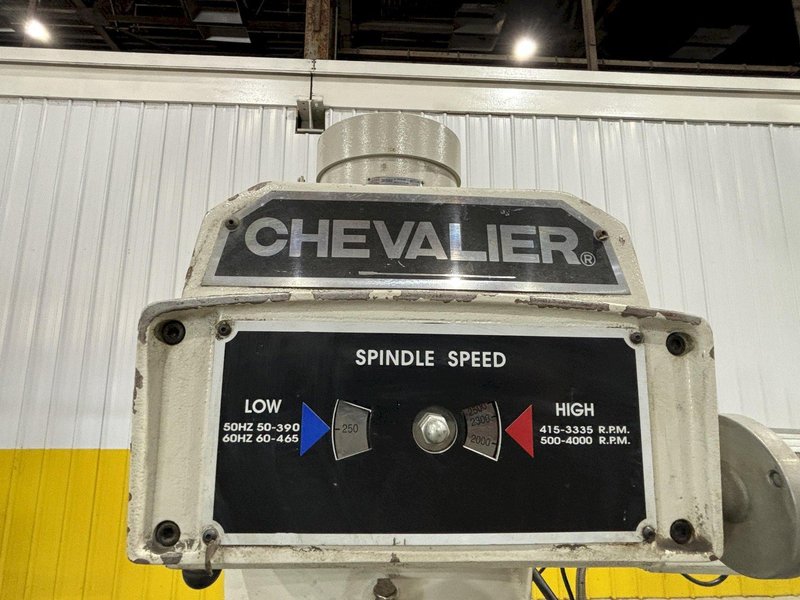 CHEVALIER®
SPINDLE SPEED
LOW
50HZ 50-390
60HZ 60-465
250
2300
2000
HIGH
415-3335 R.P.M.
500-4000 R.P.M.